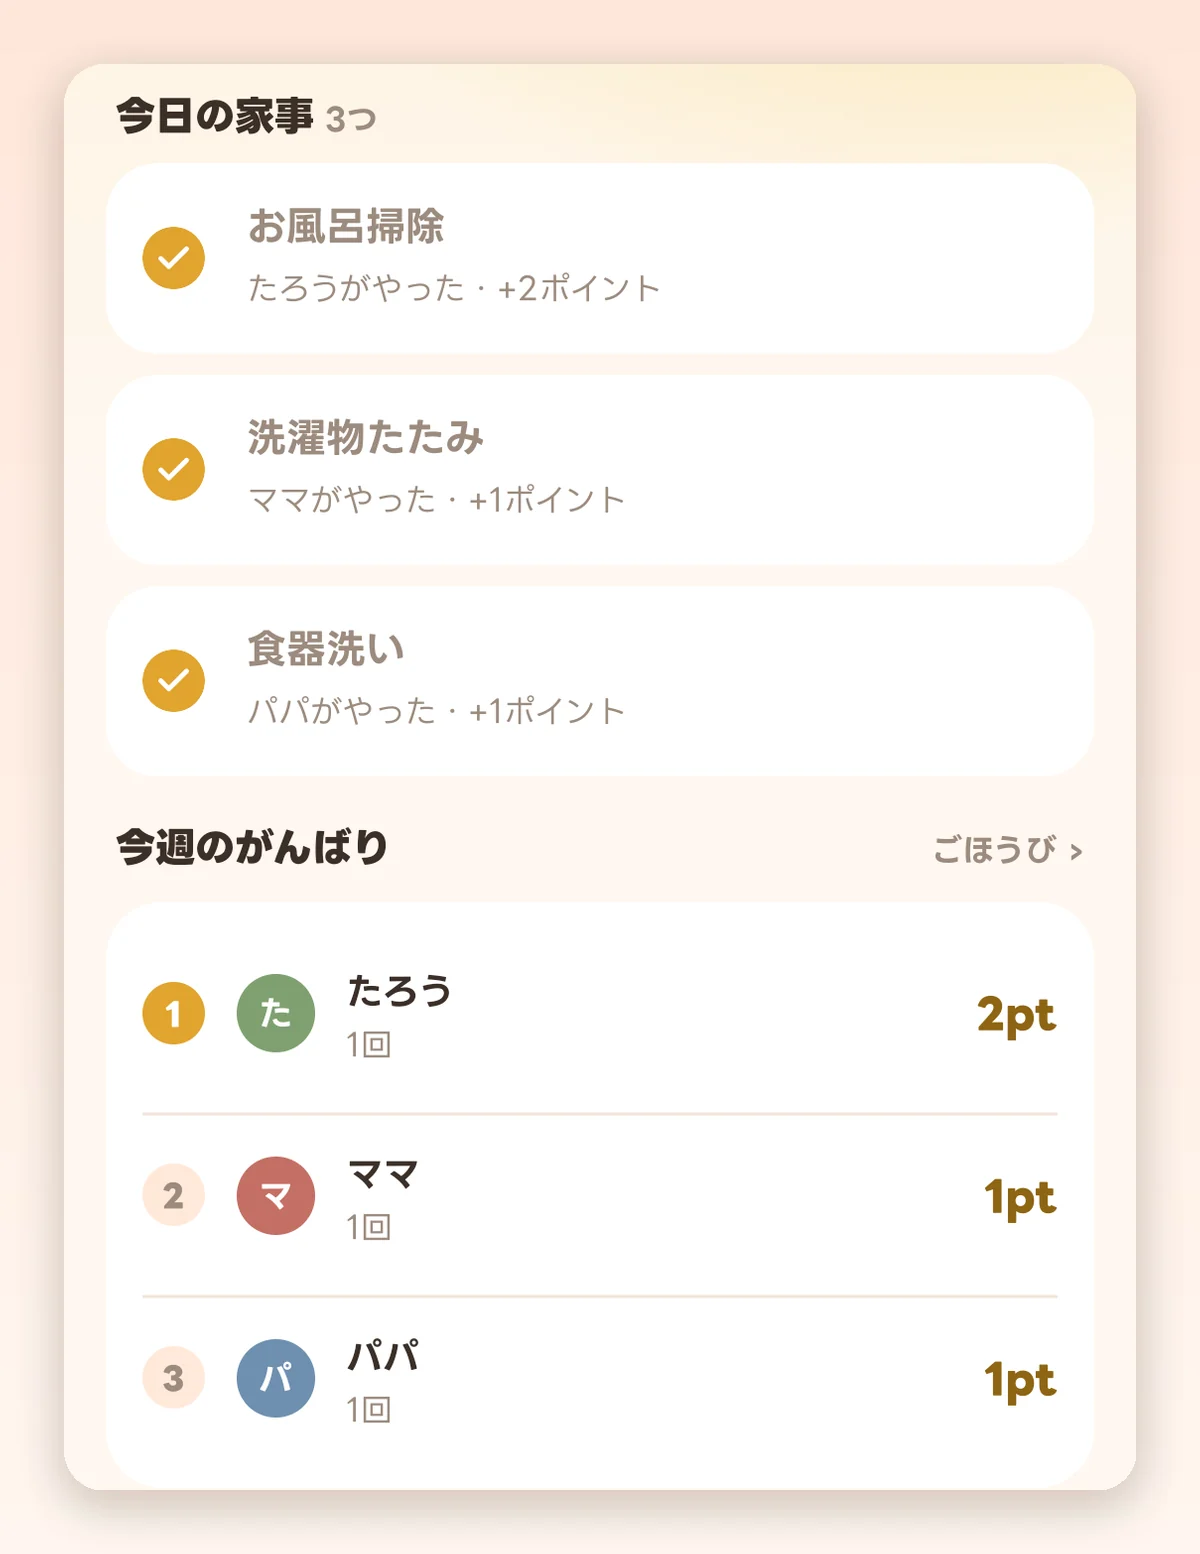 今日の家事 3つ
お風呂掃除
たろうがやった · +2ポイント
洗濯物たたみ
ママがやった · +1ポイント
食器洗い
パパがやった · +1ポイント
今週のがんばり
ごほうび ›
1
た
たろう
1回
2pt
2
マ
ママ
1回
1pt
3
パ
パパ
1回
1pt